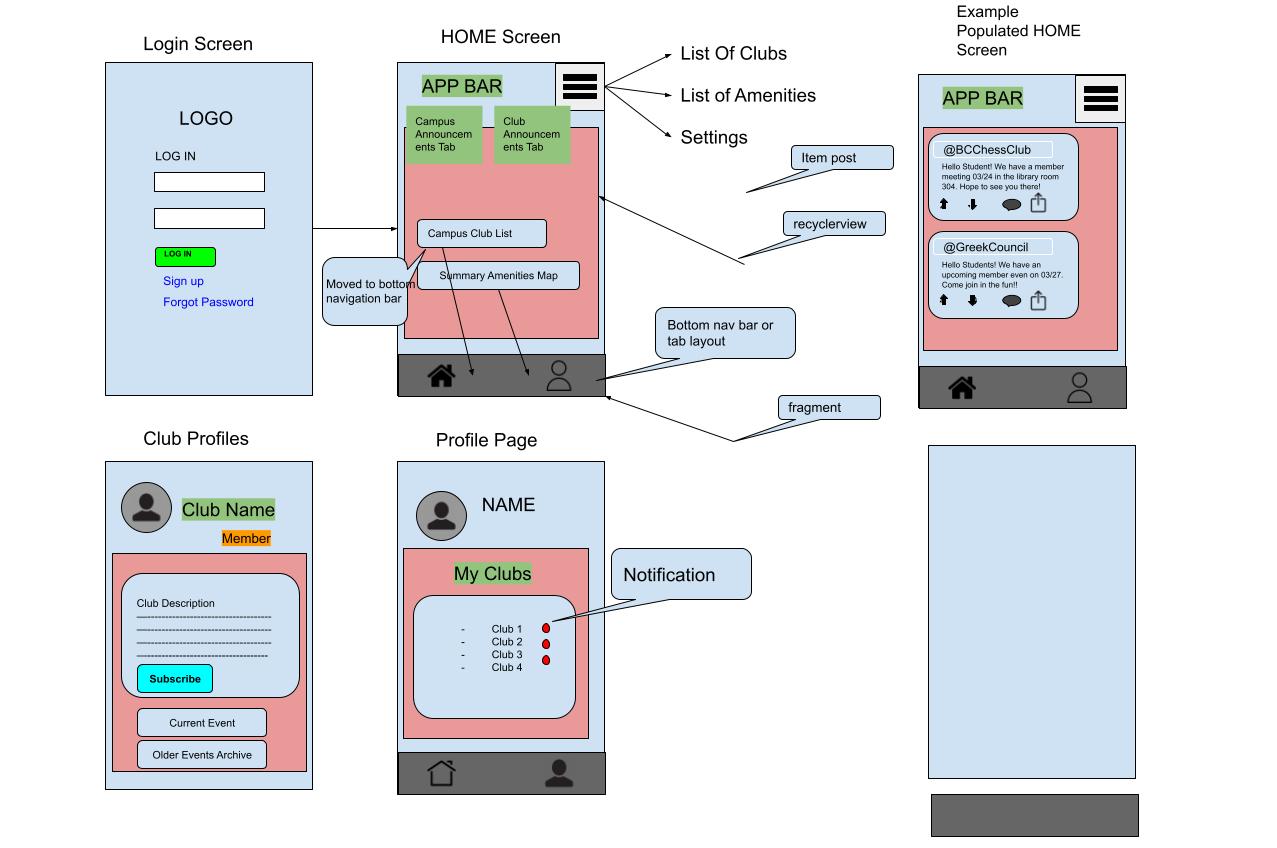 Login Screen
LOGO
LOG IN
LOG IN
Sign up
Forgot Password
HOME Screen
APP BAR
Campus
Announcem
ents Tab
Club
Announcem
ents Tab
Campus Club List
Summary Amenities Map
Moved to bottom
navigation bar
List Of Clubs
List of Amenities
Settings
Item post
recyclerview
Bottom nav bar or
tab layout
fragment
Example
Populated HOME
Screen
APP BAR
@BCChessClub
Hello Student! We have a member
meeting 03/24 in the library room
304. Hope to see you there!
@GreekCouncil
Hello Students! We have an
upcoming member even on 03/27.
Come join in the fun!!
Club Profiles
Club Name
Member
Club Description
Subscribe
Current Event
Older Events Archive
Profile Page
NAME
My Clubs
- Club 1
- Club 2
- Club 3
- Club 4
Notification